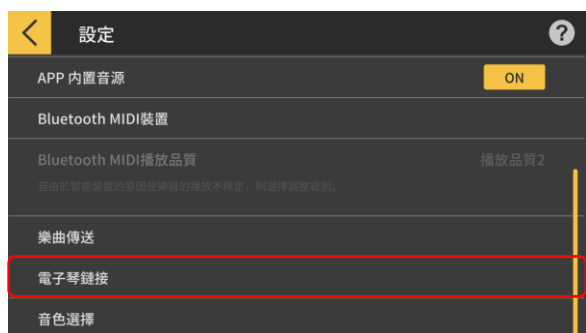 設定
?
APP 内置音源
ON
Bluetooth MIDI裝置
Bluetooth MIDI播放品質
播放品質2
若由於智能裝置的原因使樂器的播放不穩定，則選擇調整級別。
樂曲傳送
電子琴鏈接
音色選擇